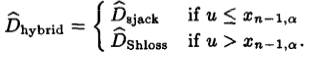 D̂_hybrid = { D̂_sjack if u ≤ x_{n−1,α}
D̂_Shloss if u > x_{n−1,α}.